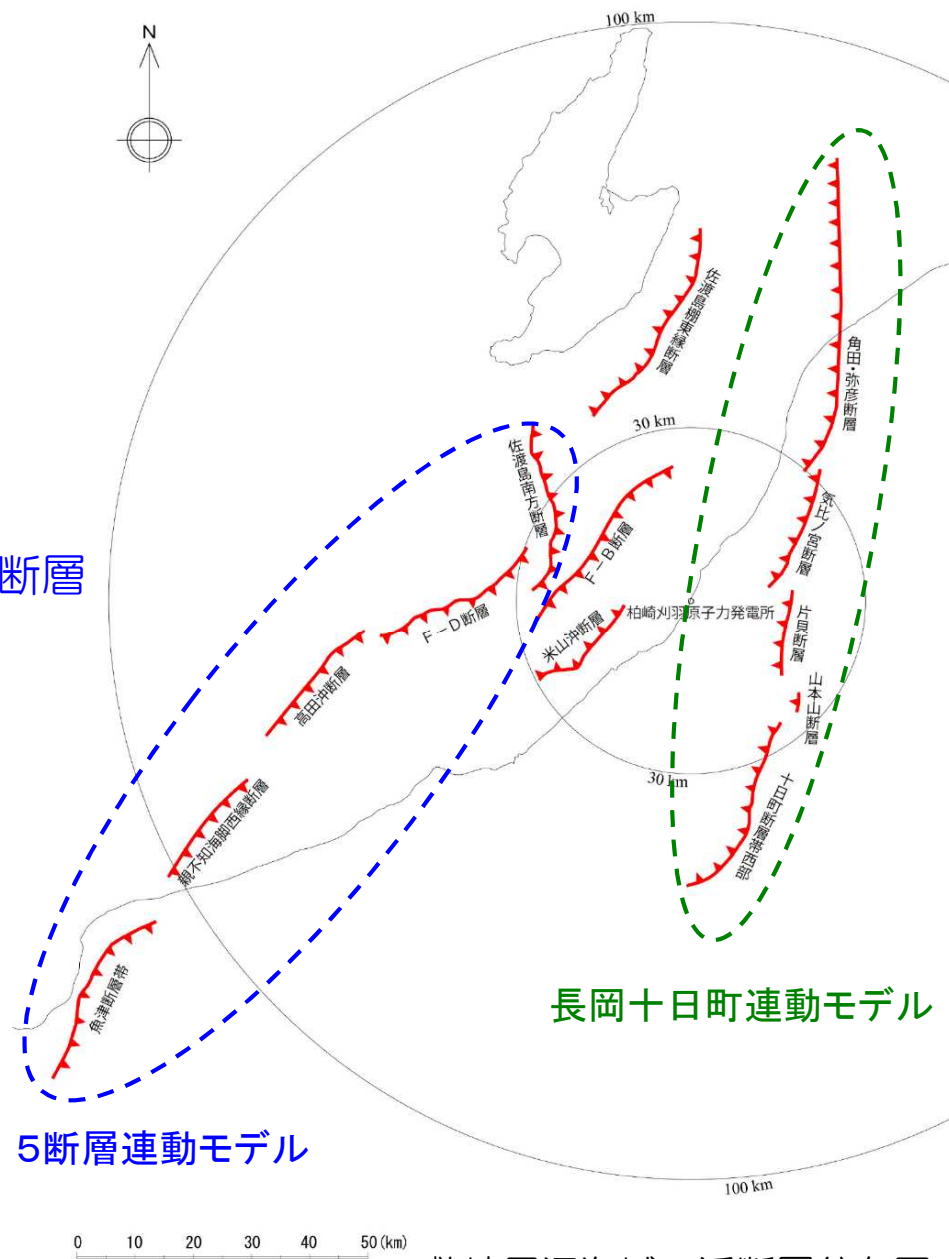 100 km
N
佐渡島棚東縁断層
角田・弥彦断層
30 km
佐渡島南方断層
気比ノ宮断層
F－B断層
断層
F－D断層
柏崎刈羽原子力発電所
片貝断層
米山沖断層
山本山断層
高田沖断層
30 km
十日町断層帯西部
親不知海脚西縁断層
魚津断層帯
長岡十日町連動モデル
5断層連動モデル
100 km
0 10 20 30 40 50(km)